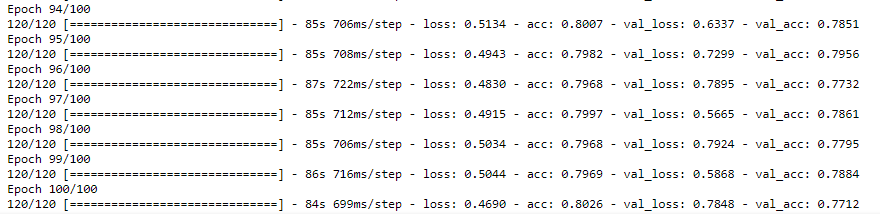 Epoch 94/100
120/120 [==============================] - 85s 706ms/step - loss: 0.5134 - acc: 0.8007 - val_loss: 0.6337 - val_acc: 0.7851
Epoch 95/100
120/120 [==============================] - 85s 708ms/step - loss: 0.4943 - acc: 0.7982 - val_loss: 0.7299 - val_acc: 0.7956
Epoch 96/100
120/120 [==============================] - 87s 722ms/step - loss: 0.4830 - acc: 0.7968 - val_loss: 0.7895 - val_acc: 0.7732
Epoch 97/100
120/120 [==============================] - 85s 712ms/step - loss: 0.4915 - acc: 0.7997 - val_loss: 0.5665 - val_acc: 0.7861
Epoch 98/100
120/120 [==============================] - 85s 706ms/step - loss: 0.5034 - acc: 0.7968 - val_loss: 0.7924 - val_acc: 0.7795
Epoch 99/100
120/120 [==============================] - 86s 716ms/step - loss: 0.5044 - acc: 0.7969 - val_loss: 0.5868 - val_acc: 0.7884
Epoch 100/100
120/120 [==============================] - 84s 699ms/step - loss: 0.4690 - acc: 0.8026 - val_loss: 0.7848 - val_acc: 0.7712